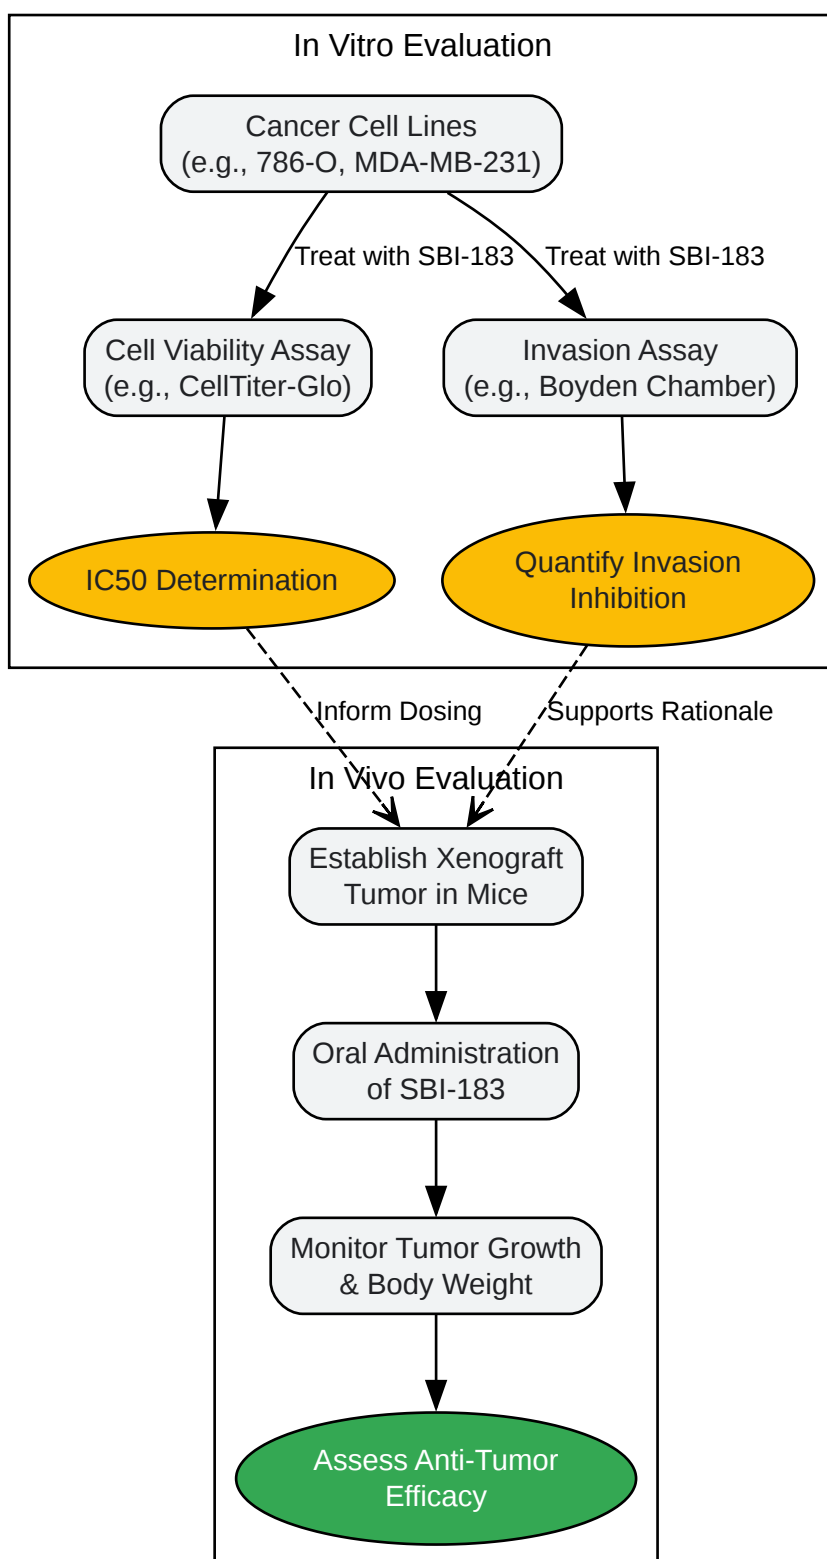 In Vitro Evaluation
Cancer Cell Lines
(e.g., 786-O, MDA-MB-231)
Treat with SBI-183
Treat with SBI-183
Cell Viability Assay
(e.g., CellTiter-Glo)
Invasion Assay
(e.g., Boyden Chamber)
IC50 Determination
Quantify Invasion
Inhibition
Inform Dosing
Supports Rationale
In Vivo Evaluation
Establish Xenograft
Tumor in Mice
Oral Administration
of SBI-183
Monitor Tumor Growth
& Body Weight
Assess Anti-Tumor
Efficacy